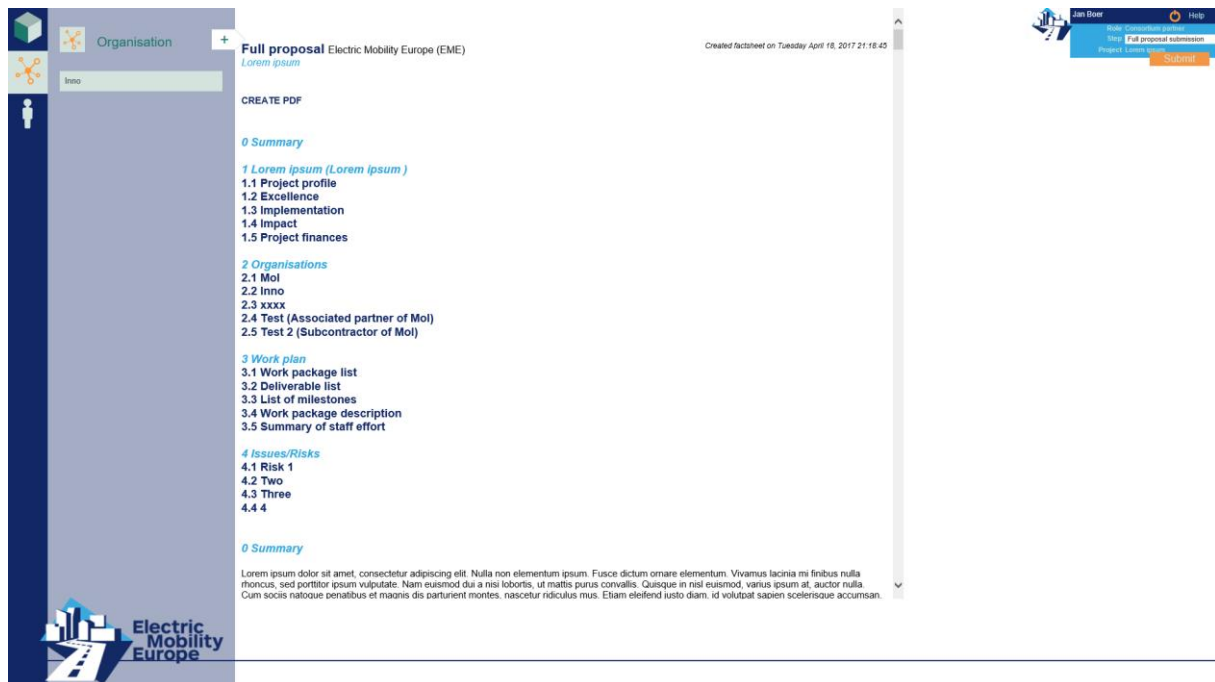 Organisation
+
Inno
Full proposal Electric Mobility Europe (EME)
Created factsheet on Tuesday April 18, 2017 21:18:45
Lorem ipsum
CREATE PDF
0 Summary
1 Lorem ipsum (Lorem ipsum )
1.1 Project profile
1.2 Excellence
1.3 Implementation
1.4 Impact
1.5 Project finances
2 Organisations
2.1 MoI
2.2 Inno
2.3 xxxx
2.4 Test (Associated partner of MoI)
2.5 Test 2 (Subcontractor of MoI)
3 Work plan
3.1 Work package list
3.2 Deliverable list
3.3 List of milestones
3.4 Work package description
3.5 Summary of staff effort
4 Issues/Risks
4.1 Risk 1
4.2 Two
4.3 Three
4.4 4
0 Summary
Lorem ipsum dolor sit amet, consectetur adipiscing elit. Nulla non elementum ipsum. Fusce dictum ornare elementum. Vivamus lacinia mi finibus nulla
rhoncus, sed porttitor ipsum vulputate. Nam euismod dui a nisi lobortis, ut mattis purus convallis. Quisque in nisl euismod, varius ipsum at, auctor nulla.
Cum sociis natoque penatibus et magnis dis parturient montes, nascetur ridiculus mus. Etiam eleifend justo diam, id volutpat sapien scelerisque accumsan.
Jan Boer
Help
Role Consortium partner
Step Full proposal submission
Project Lorem ipsum
Submit
Electric
Mobility
Europe